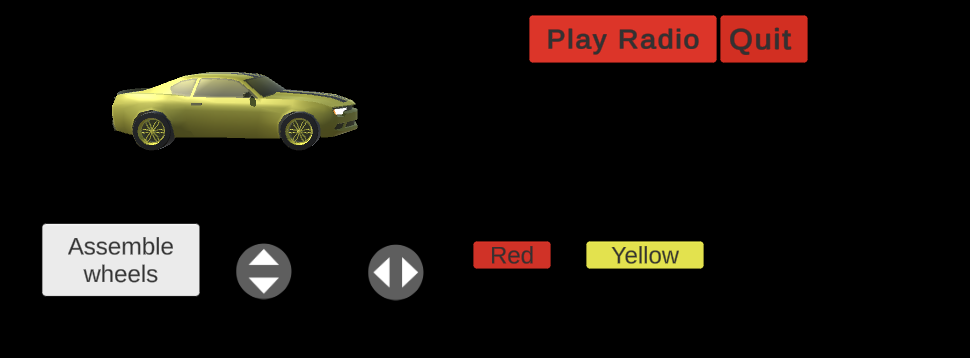 Play Radio
Quit
Assemble
wheels
Red
Yellow